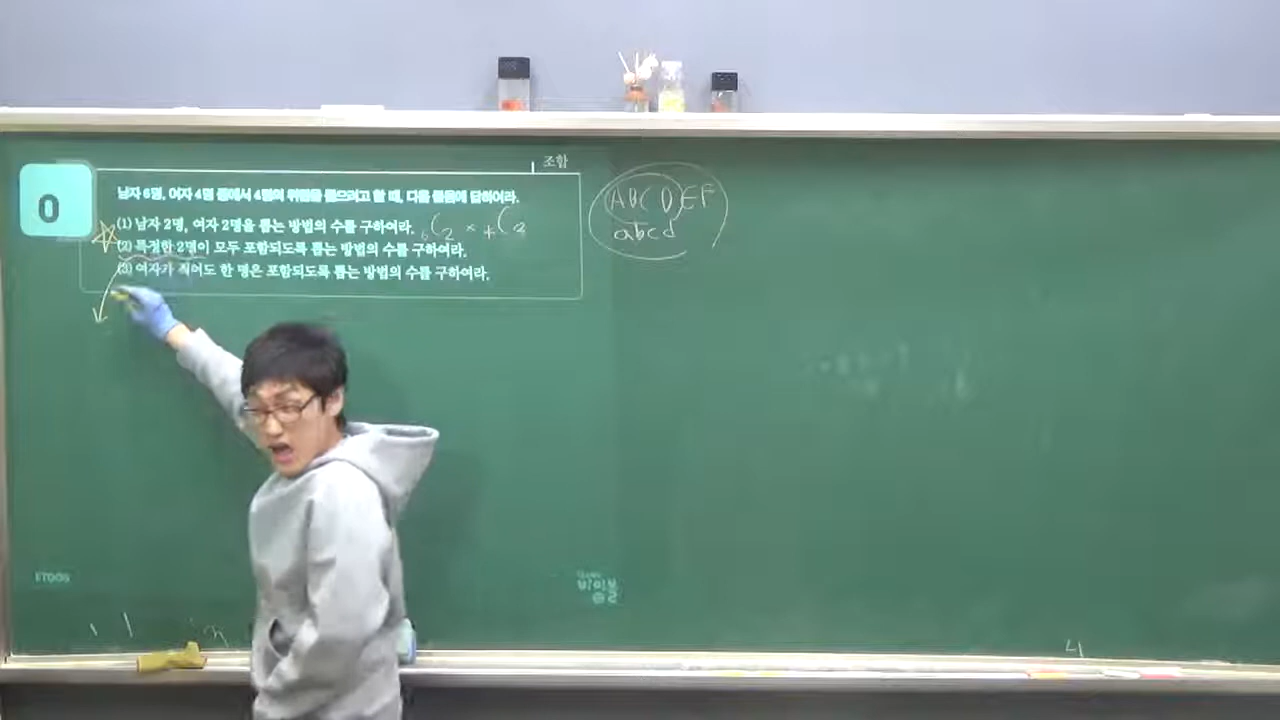 조합
0
남자 6명, 여자 4명 중에서 4명의 위원을 뽑으려고 할 때, 다음 물음에 답하여라.
(1) 남자 2명, 여자 2명을 뽑는 방법의 수를 구하여라. ₆C₂ × ₄C₂
(2) 특정한 2명이 모두 포함되도록 뽑는 방법의 수를 구하여라.
(3) 여자가 적어도 한 명은 포함되도록 뽑는 방법의 수를 구하여라.
ABCDEF
abcd
ETOOS
4